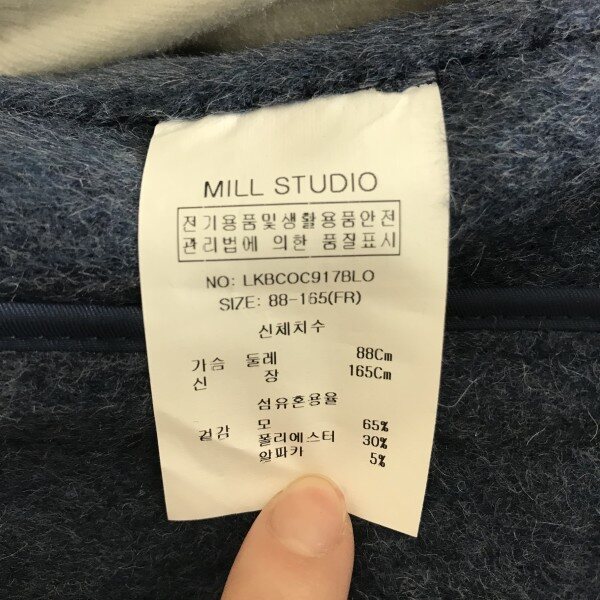 MILL STUDIO
전기용품및생활용품안전
관리법에 의한 품질표시
NO: LKBCOC917BLO
SIZE: 88-165(FR)
신체치수
가슴 둘레 88Cm
신 장 165Cm
섬유혼용율
겉감 모 65%
폴리에스터 30%
알파카 5%